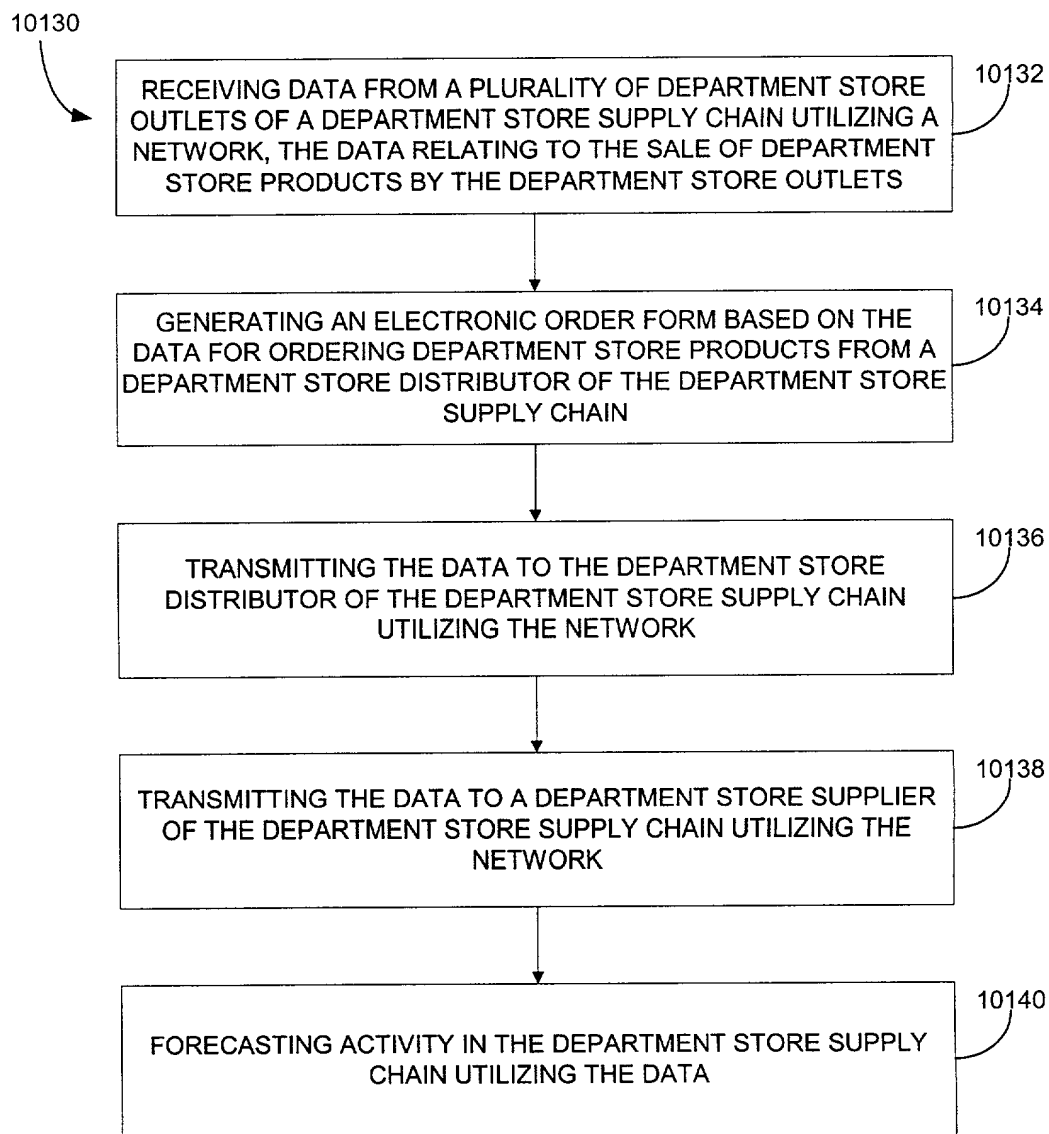 10130
10132
RECEIVING DATA FROM A PLURALITY OF DEPARTMENT STORE
OUTLETS OF A DEPARTMENT STORE SUPPLY CHAIN UTILIZING A
NETWORK, THE DATA RELATING TO THE SALE OF DEPARTMENT
STORE PRODUCTS BY THE DEPARTMENT STORE OUTLETS
10134
GENERATING AN ELECTRONIC ORDER FORM BASED ON THE
DATA FOR ORDERING DEPARTMENT STORE PRODUCTS FROM A
DEPARTMENT STORE DISTRIBUTOR OF THE DEPARTMENT STORE
SUPPLY CHAIN
10136
TRANSMITTING THE DATA TO THE DEPARTMENT STORE
DISTRIBUTOR OF THE DEPARTMENT STORE SUPPLY CHAIN
UTILIZING THE NETWORK
10138
TRANSMITTING THE DATA TO A DEPARTMENT STORE SUPPLIER
OF THE DEPARTMENT STORE SUPPLY CHAIN UTILIZING THE
NETWORK
10140
FORECASTING ACTIVITY IN THE DEPARTMENT STORE SUPPLY
CHAIN UTILIZING THE DATA